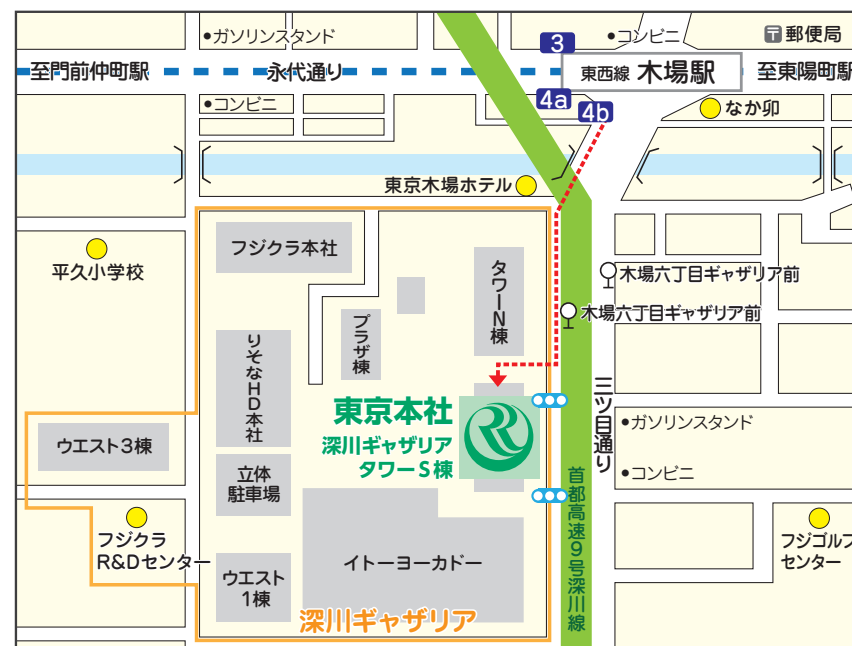 •ガソリンスタンド
3
•コンビニ
〒郵便局
至門前仲町駅
永代通り
東西線 木場駅
至東陽町駅
•コンビニ
4a
4b
なか卯
東京木場ホテル
平久小学校
フジクラ本社
タワーN棟
木場六丁目ギャザリア前
木場六丁目ギャザリア前
プラザ棟
りそなHD本社
三ツ目通り
東京本社
深川ギャザリア
タワーS棟
•ガソリンスタンド
•コンビニ
ウエスト3棟
立体
駐車場
首都高速9号深川線
フジクラ
R&Dセンター
イトーヨーカドー
フジゴルフ
センター
ウエスト
1棟
深川ギャザリア